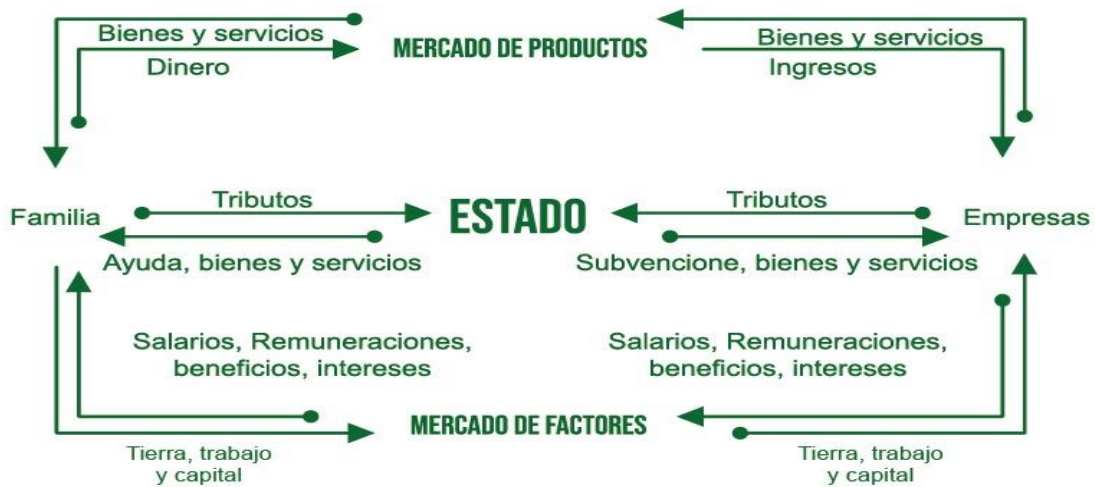 Bienes y servicios
Dinero
MERCADO DE PRODUCTOS
Bienes y servicios
Ingresos
Familia
Tributos
Ayuda, bienes y servicios
ESTADO
Tributos
Subvencione, bienes y servicios
Empresas
Salarios, Remuneraciones,
beneficios, intereses
Salarios, Remuneraciones,
beneficios, intereses
MERCADO DE FACTORES
Tierra, trabajo
y capital
Tierra, trabajo
y capital